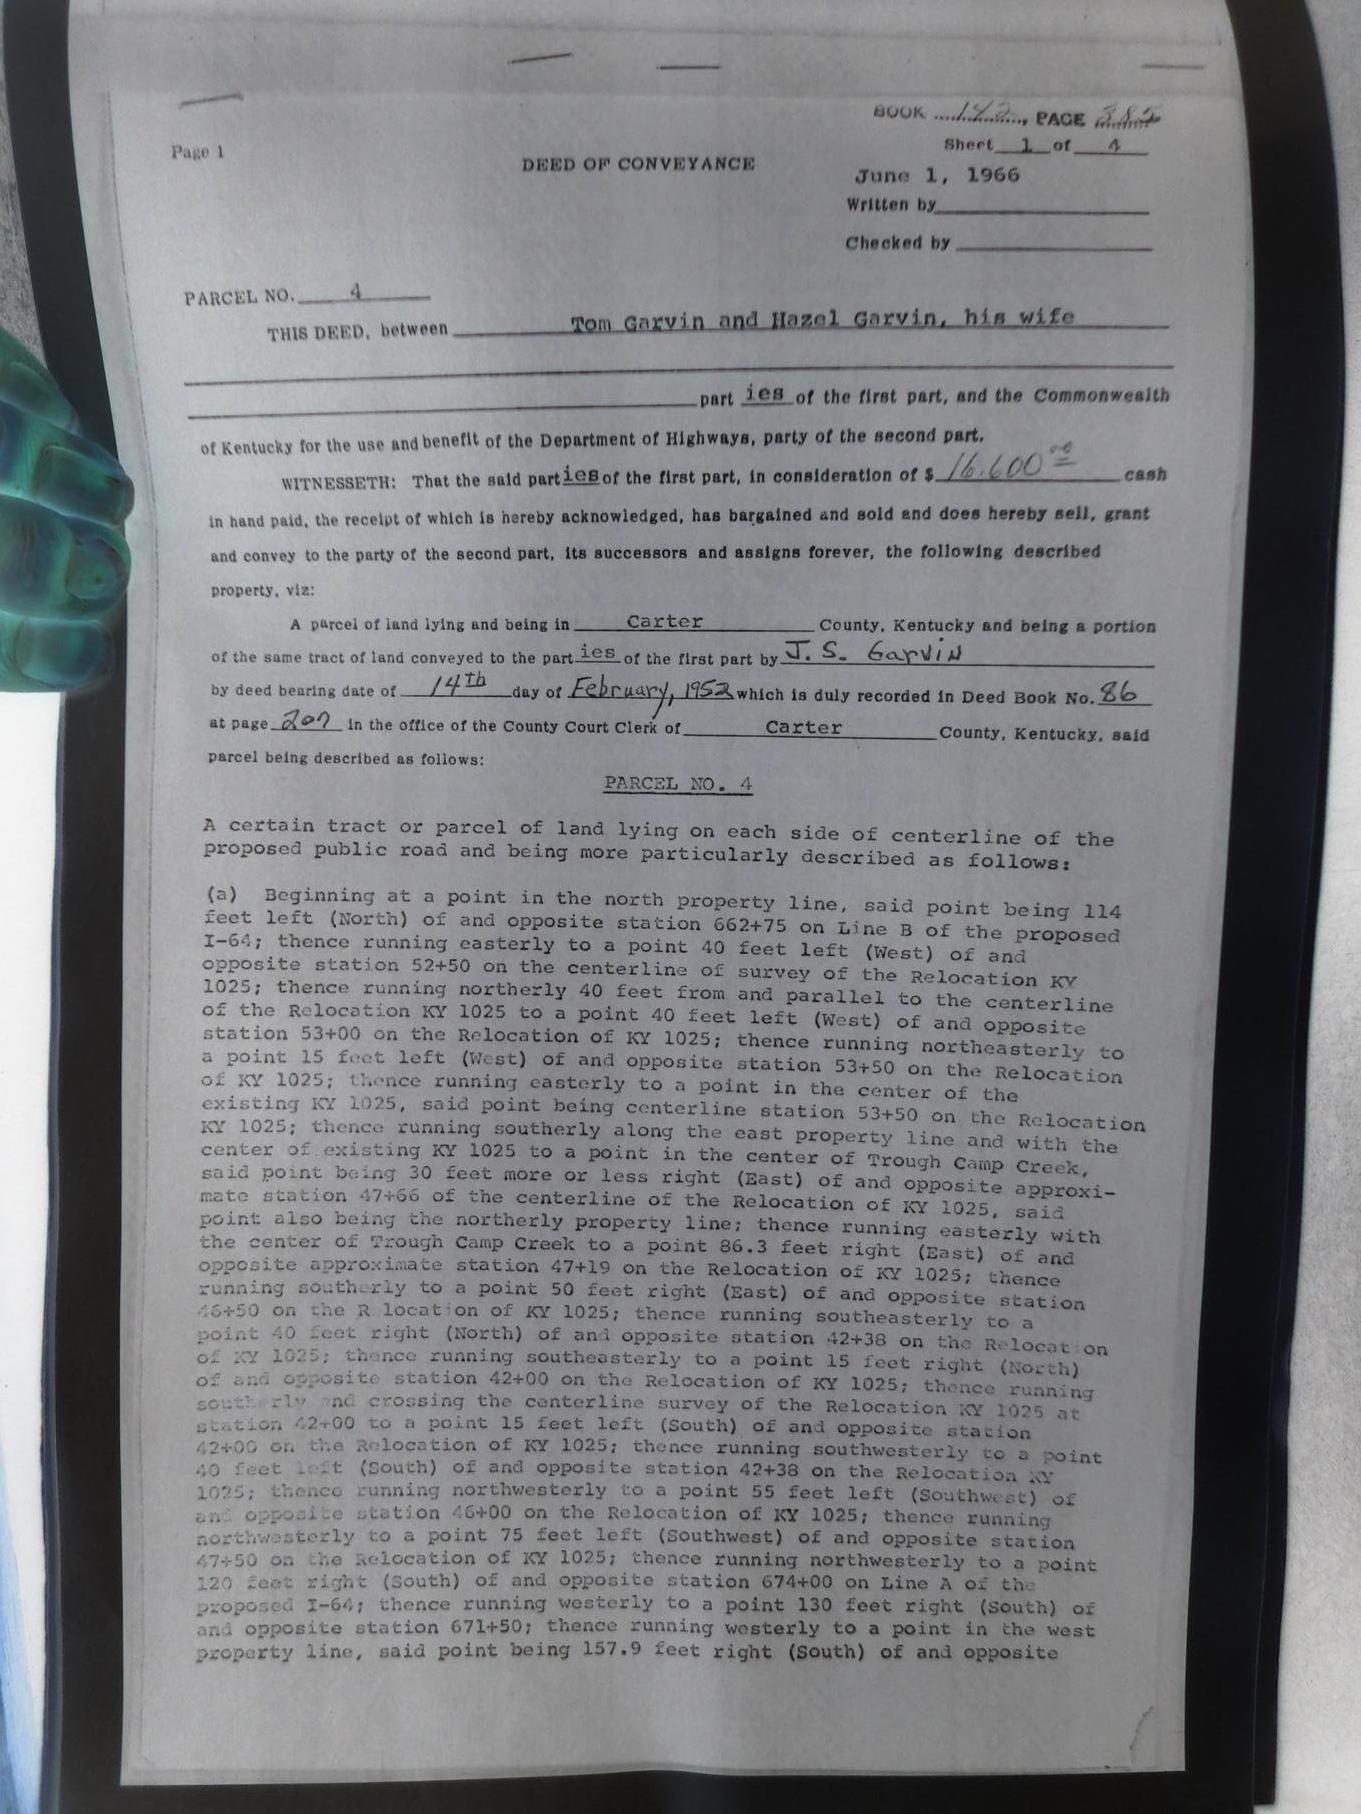 BOOK 142, PAGE 385
Page 1
Sheet 1 of 4
DEED OF CONVEYANCE
June 1, 1966
Written by
Checked by
PARCEL NO. 4
THIS DEED, between Tom Garvin and Hazel Garvin, his wife
part ies of the first part, and the Commonwealth
of Kentucky for the use and benefit of the Department of Highways, party of the second part.
WITNESSETH: That the said parties of the first part, in consideration of $ 16.600 00 cash
in hand paid, the receipt of which is hereby acknowledged, has bargained and sold and does hereby sell, grant
and convey to the party of the second part, its successors and assigns forever, the following described
property, viz:
A parcel of land lying and being in Carter County, Kentucky and being a portion
of the same tract of land conveyed to the part ies of the first part by J. S. Garvin
by deed bearing date of 14th day of February, 1952 which is duly recorded in Deed Book No. 86
at page 207 in the office of the County Court Clerk of Carter County, Kentucky, said
parcel being described as follows:
PARCEL NO. 4
A certain tract or parcel of land lying on each side of centerline of the
proposed public road and being more particularly described as follows:
(a) Beginning at a point in the north property line, said point being 114
feet left (North) of and opposite station 662+75 on Line B of the proposed
I-64; thence running easterly to a point 40 feet left (West) of and
opposite station 52+50 on the centerline of survey of the Relocation KY
1025; thence running northerly 40 feet from and parallel to the centerline
of the Relocation KY 1025 to a point 40 feet left (West) of and opposite
station 53+00 on the Relocation of KY 1025; thence running northeasterly to
a point 15 feet left (West) of and opposite station 53+50 on the Relocation
of KY 1025; thence running easterly to a point in the center of the
existing KY 1025, said point being centerline station 53+50 on the Relocation
KY 1025; thence running southerly along the east property line and with the
center of existing KY 1025 to a point in the center of Trough Camp Creek,
said point being 30 feet more or less right (East) of and opposite approxi-
mate station 47+66 of the centerline of the Relocation of KY 1025, said
point also being the northerly property line; thence running easterly with
the center of Trough Camp Creek to a point 86.3 feet right (East) of and
opposite approximate station 47+19 on the Relocation of KY 1025; thence
running southerly to a point 50 feet right (East) of and opposite station
46+50 on the R location of KY 1025; thence running southeasterly to a
point 40 feet right (North) of and opposite station 42+38 on the Relocation
of KY 1025; thence running southeasterly to a point 15 feet right (North)
of and opposite station 42+00 on the Relocation of KY 1025; thence running
southerly and crossing the centerline survey of the Relocation KY 1025 at
station 42+00 to a point 15 feet left (South) of and opposite station
42+00 on the Relocation of KY 1025; thence running southwesterly to a point
40 feet left (South) of and opposite station 42+38 on the Relocation KY
1025; thence running northwesterly to a point 55 feet left (Southwest) of
and opposite station 46+00 on the Relocation of KY 1025; thence running
northwesterly to a point 75 feet left (Southwest) of and opposite station
47+50 on the Relocation of KY 1025; thence running northwesterly to a point
120 feet right (South) of and opposite station 674+00 on Line A of the
proposed I-64; thence running westerly to a point 130 feet right (South) of
and opposite station 671+50; thence running westerly to a point in the west
property line, said point being 157.9 feet right (South) of and opposite